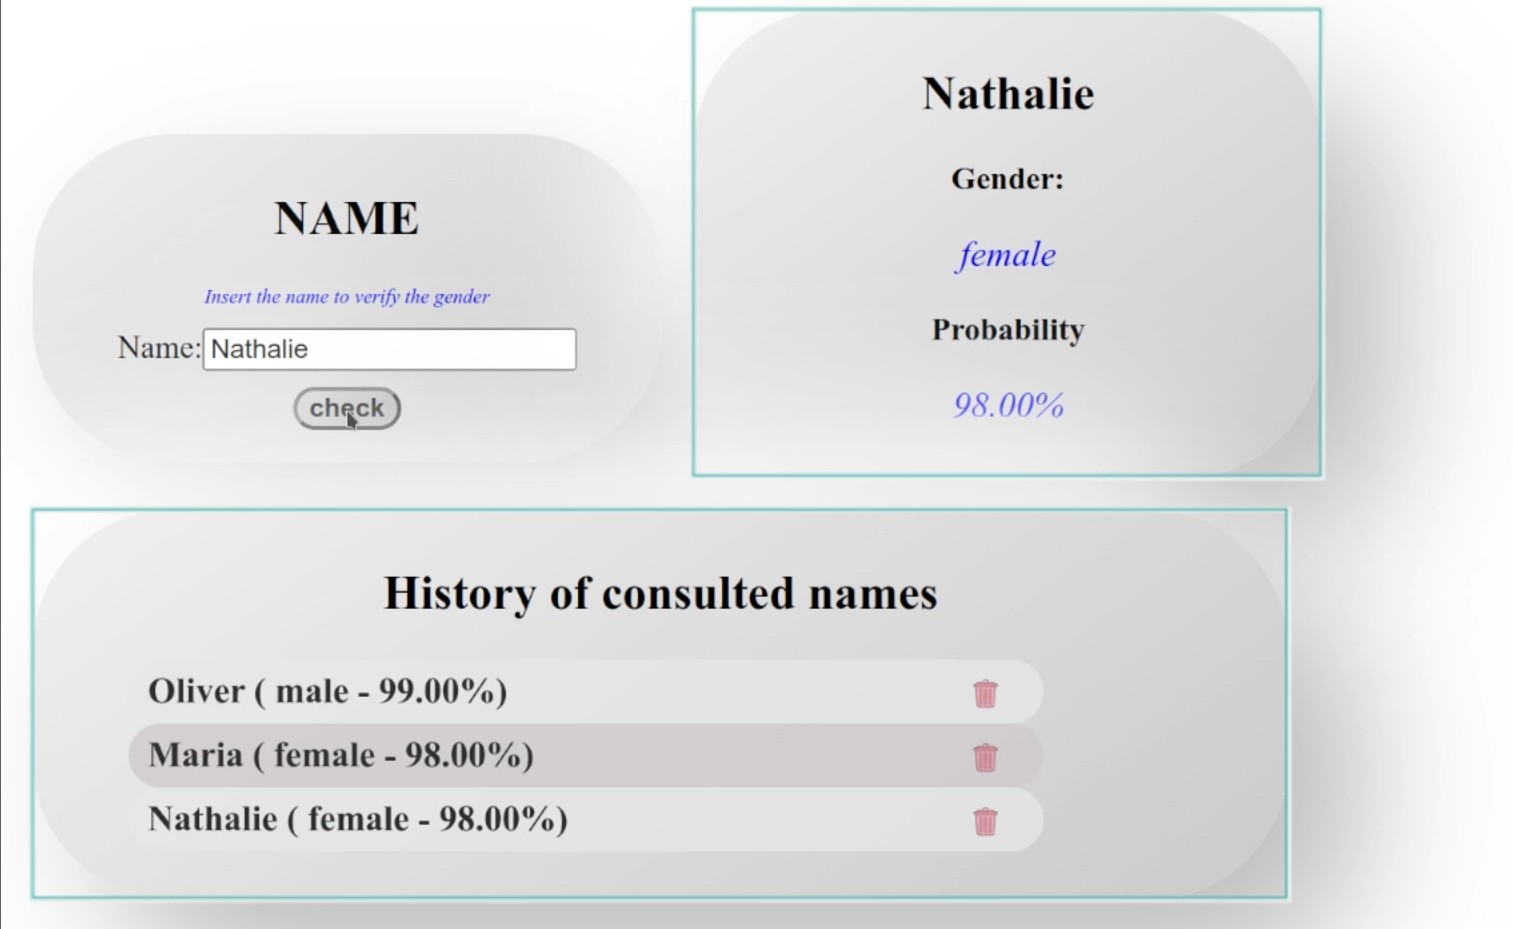 NAME
Insert the name to verify the gender
Name: Nathalie
check
Nathalie
Gender:
female
Probability
98.00%
History of consulted names
Oliver ( male - 99.00%)
Maria ( female - 98.00%)
Nathalie ( female - 98.00%)